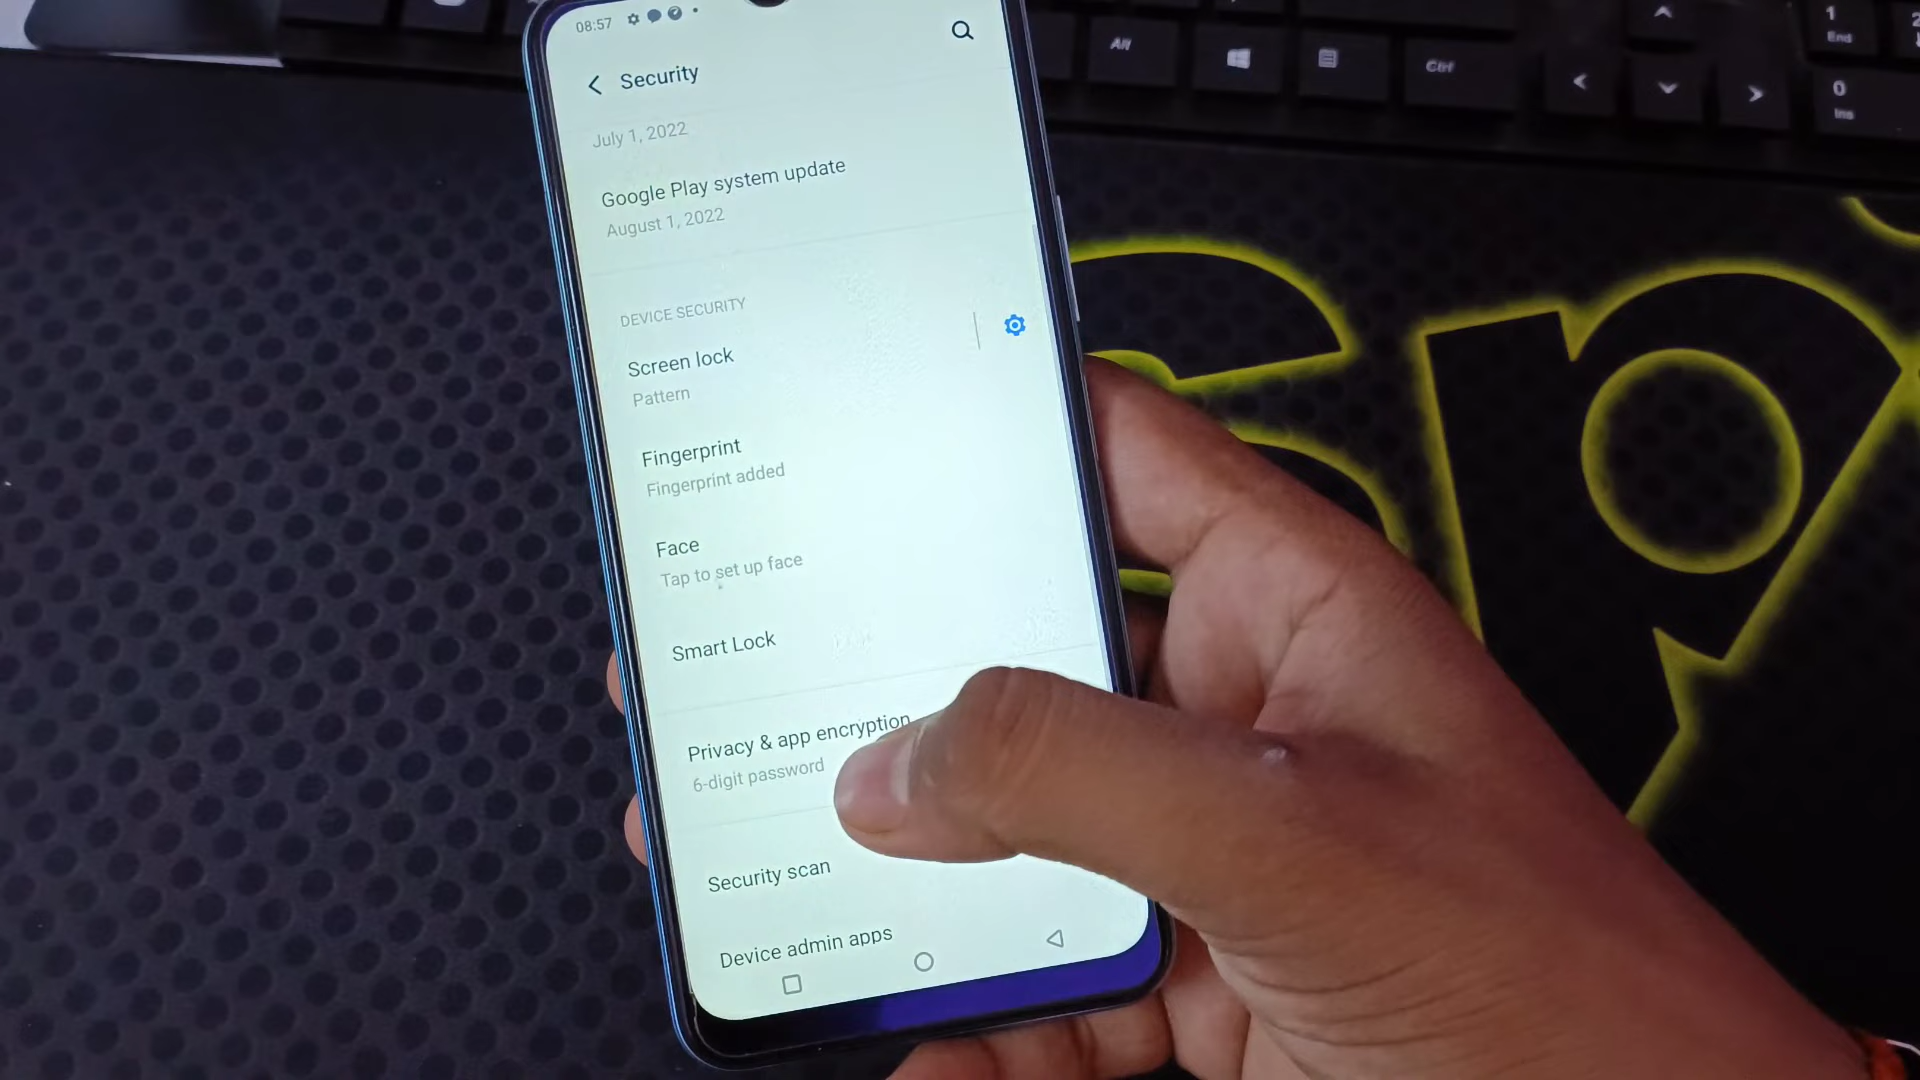 08:57
Security
July 1, 2022
Google Play system update
August 1, 2022
DEVICE SECURITY
Screen lock
Pattern
Fingerprint
Fingerprint added
Face
Tap to set up face
Smart Lock
Privacy & app encryption
6-digit password
Security scan
Device admin apps
Alt
Ctrl
1
End
0
Ins